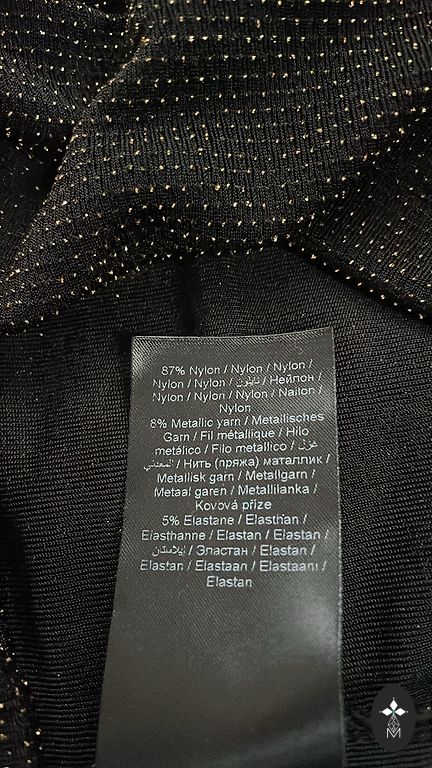 87% Nylon / Nylon / Nylon /
Nylon / Nylon / نايلون / Нейлон /
Nylon / Nylon / Nylon / Nailon /
Nylon
8% Metallic yarn / Metallisches
Garn / Fil métallique / Hilo
metálico / Filo metallico / غزل
المعدني / Нить (пряжа) маталлик /
Metallisk garn / Metallgarn /
Metaal garen / Metallilanka /
Kovová příze
5% Elastane / Elasthan /
Elasthanne / Elastan / Elastan /
إيلاستان / Эластан / Elastan /
Elastan / Elastaan / Elastaani /
Elastan
M